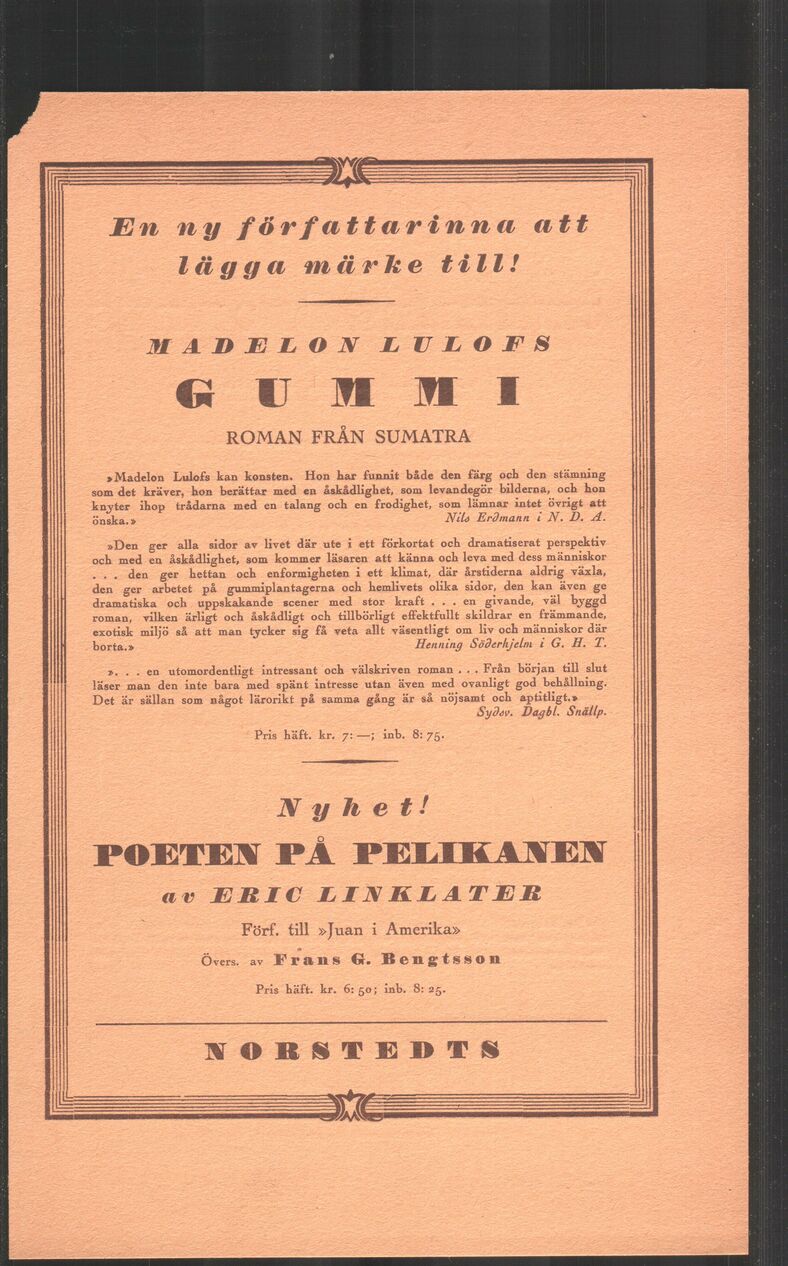 En ny författarinna att
lägga märke till!
MADELON LULOFS
GUMMI
ROMAN FRÅN SUMATRA
»Madelon Lulofs kan konsten. Hon har funnit både den färg och den stämning
som det kräver, hon berättar med en åskådlighet, som levandegör bilderna, och hon
knyter ihop trådarna med en talang och en frodighet, som lämnar intet övrigt att
önska.» Nils Erdmann i N. D. A.
»Den ger alla sidor av livet där ute i ett förkortat och dramatiserat perspektiv
och med en åskådlighet, som kommer läsaren att känna och leva med dess människor
. . . den ger hettan och enformigheten i ett klimat, där årstiderna aldrig växla,
den ger arbetet på gummiplantagerna och hemlivets olika sidor, den kan även ge
dramatiska och uppskakande scener med stor kraft . . . en givande, väl byggd
roman, vilken ärligt och åskådligt och tillbörligt effektfullt skildrar en främmande,
exotisk miljö så att man tycker sig få veta allt väsentligt om liv och människor där
borta.» Henning Söderhjelm i G. H. T.
». . . en utomordentligt intressant och välskriven roman . . . Från början till slut
läser man den inte bara med spänt intresse utan även med ovanligt god behållning.
Det är sällan som något lärorikt på samma gång är så nöjsamt och aptitligt.»
Sydsv. Dagbl. Snällp.
Pris häft. kr. 7: —; inb. 8: 75.
Nyhet!
POETEN PÅ PELIKANEN
av ERIC LINKLATER
Förf. till »Juan i Amerika»
Övers. av Frans G. Bengtsson
Pris häft. kr. 6: 50; inb. 8: 25.
NORSTEDTS